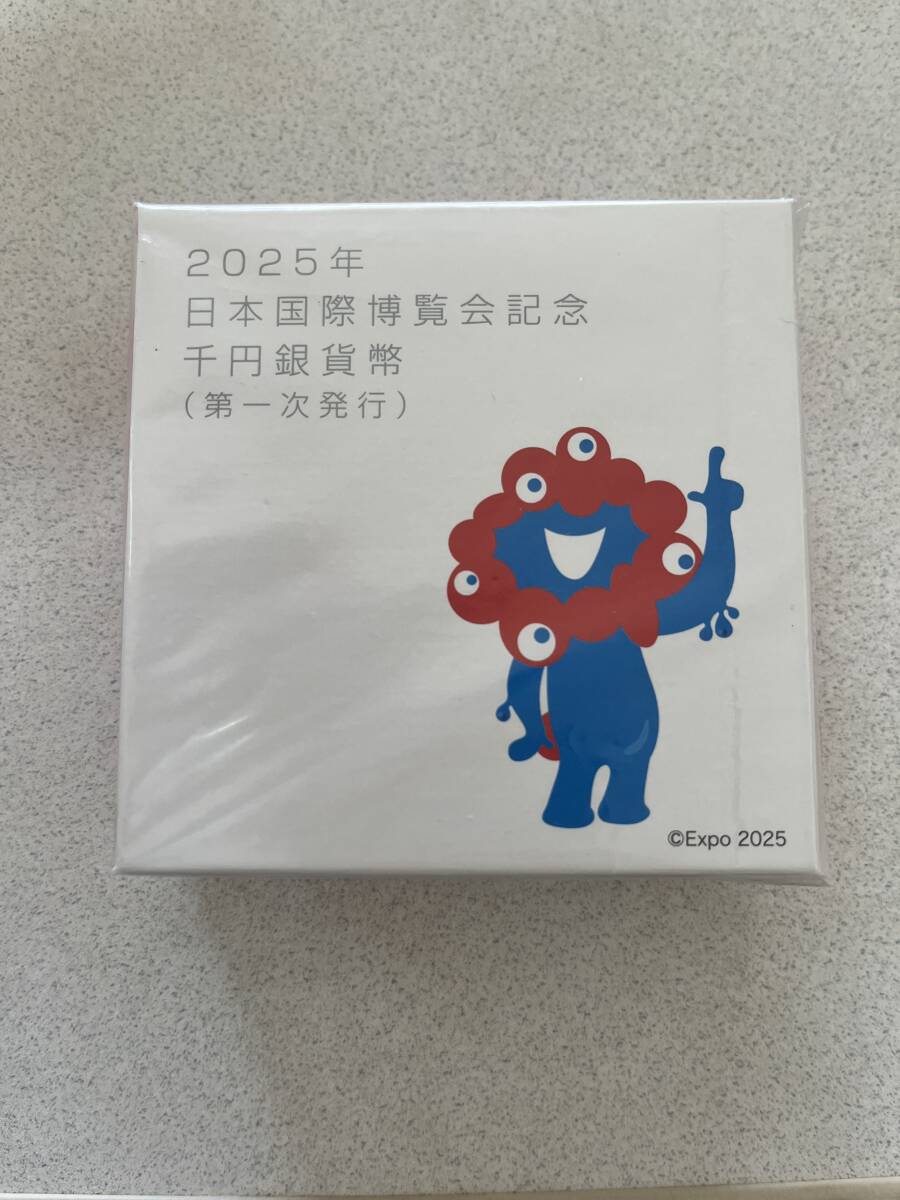 2025年
日本国際博覧会記念
千円銀貨幣
(第一次発行)
©Expo 2025